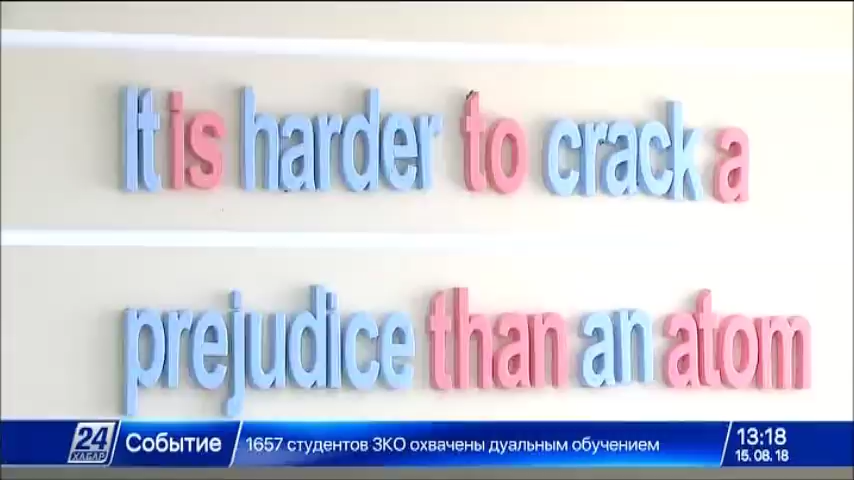 It is harder to crack a
prejudice than an atom
24
ХАБАР
Событие
1657 студентов ЗКО охвачены дуальным обучением
13:18
15.08.18